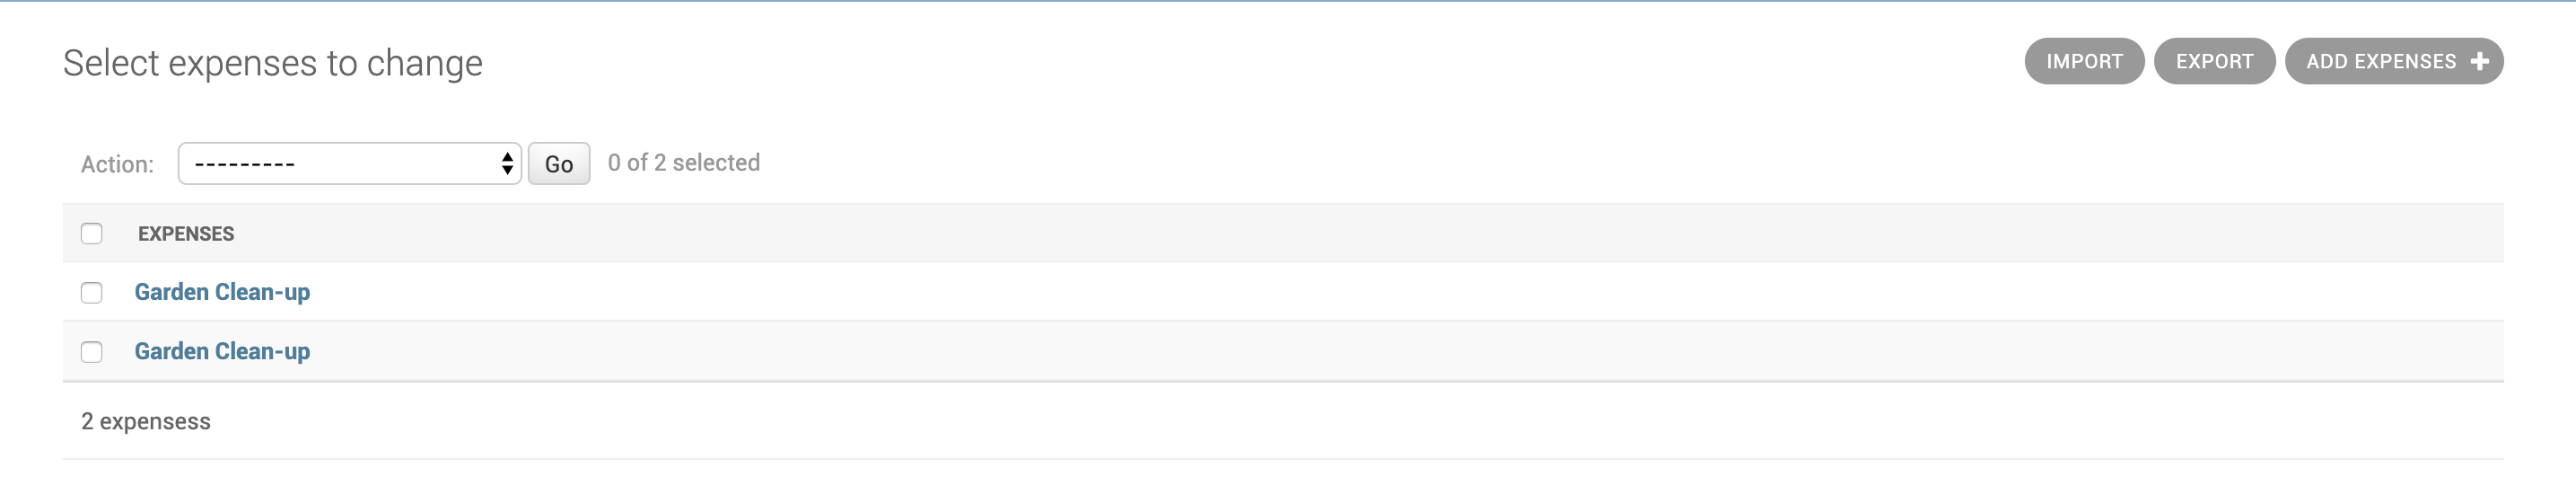 Select expenses to change
IMPORT EXPORT ADD EXPENSES +
Action: --------- Go 0 of 2 selected
EXPENSES
Garden Clean-up
Garden Clean-up
2 expensess